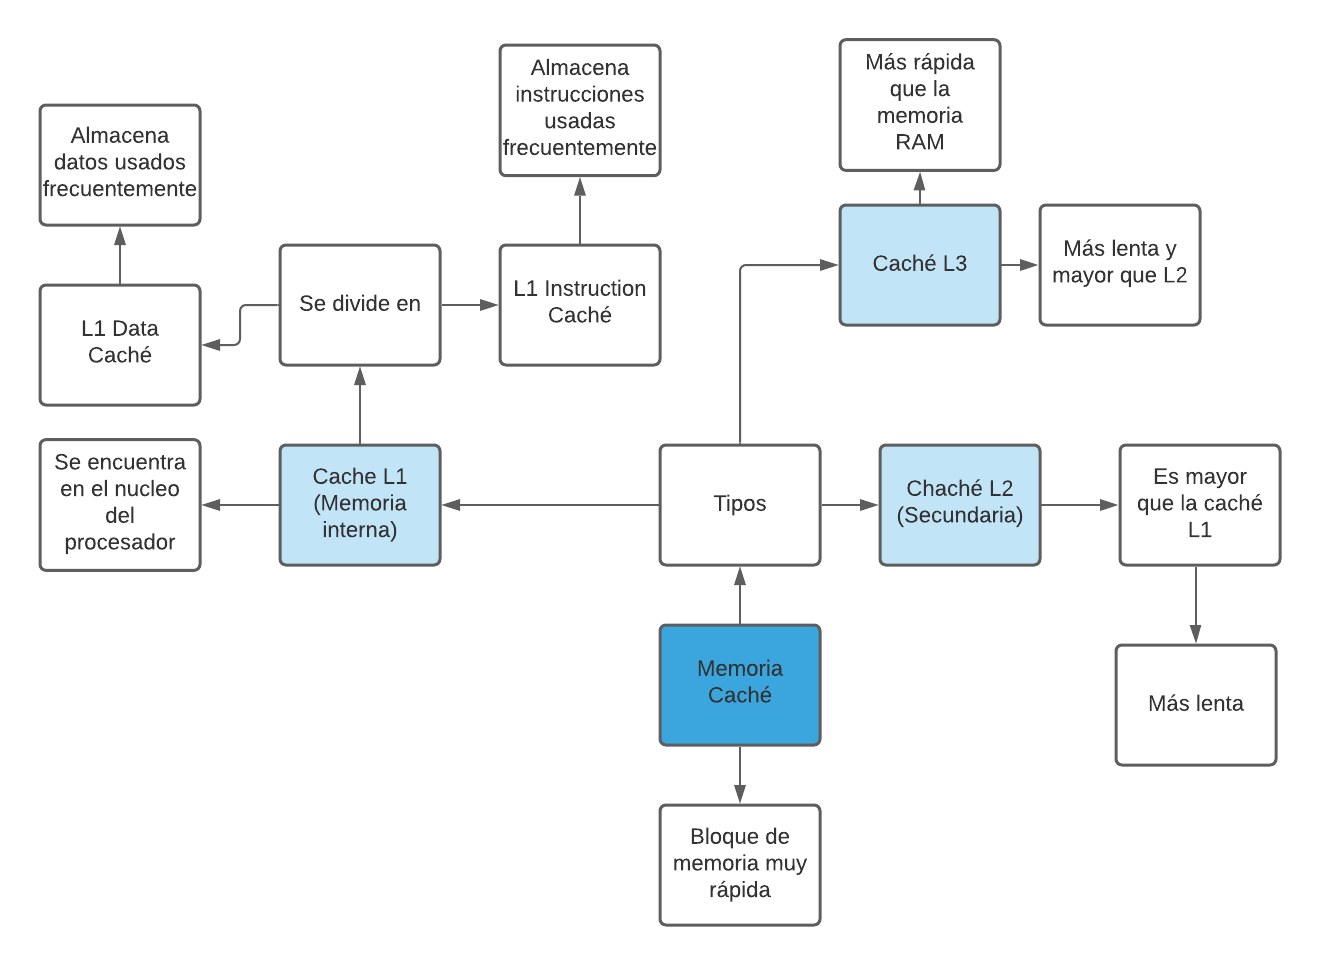 Almacena
instrucciones
usadas
frecuentemente
Más rápida
que la
memoria
RAM
Almacena
datos usados
frecuentemente
Caché L3
Más lenta y
mayor que L2
Se divide en
L1 Instruction
Caché
L1 Data
Caché
Se encuentra
en el nucleo
del
procesador
Cache L1
(Memoria
interna)
Tipos
Chaché L2
(Secundaria)
Es mayor
que la caché
L1
Memoria
Caché
Más lenta
Bloque de
memoria muy
rápida